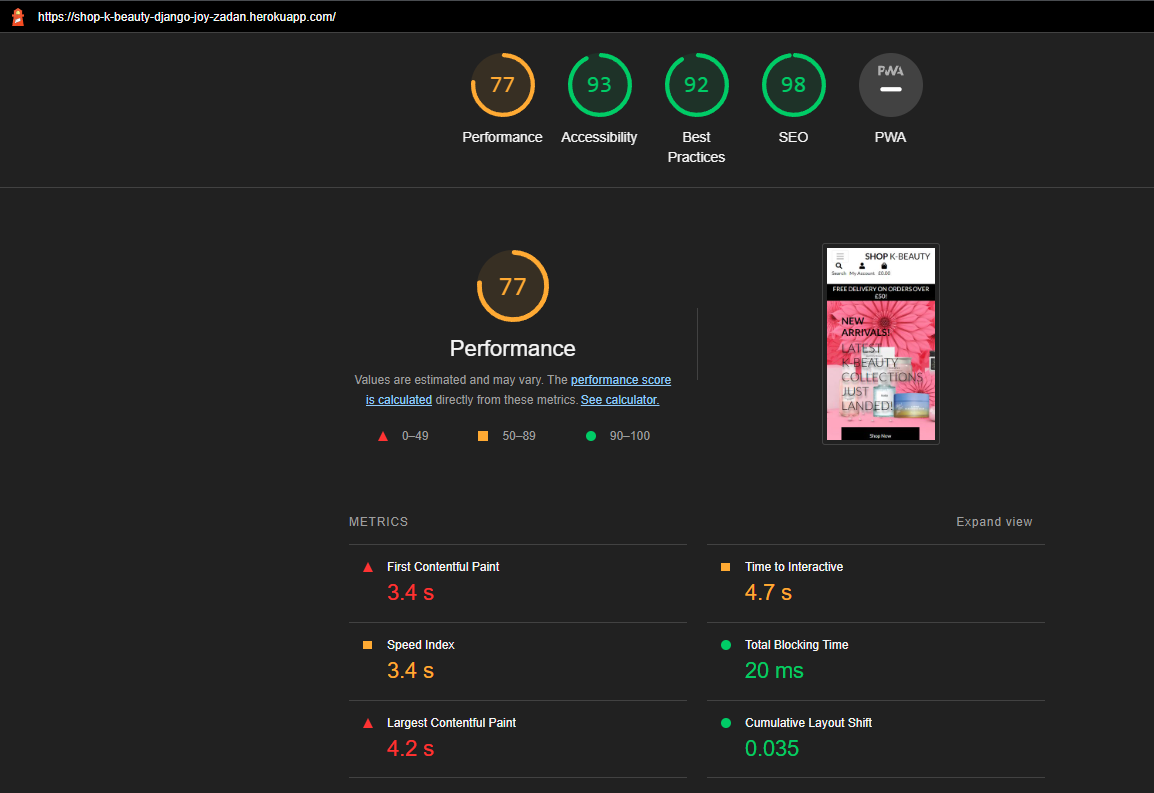 https://shop-k-beauty-django-joy-zadan.herokuapp.com/
77
93
92
98
PWA
Performance
Accessibility
Best
Practices
SEO
PWA
77
Performance
Values are estimated and may vary. The performance score
is calculated directly from these metrics. See calculator.
0–49
50–89
90–100
SHOP K-BEAUTY
Search My Account £0.00
FREE DELIVERY ON ORDERS OVER
£50!
NEW
ARRIVALS!
LATEST
K-BEAUTY
COLLECTIONS
JUST
LANDED!
Shop Now
METRICS
Expand view
First Contentful Paint
3.4 s
Time to Interactive
4.7 s
Speed Index
3.4 s
Total Blocking Time
20 ms
Largest Contentful Paint
4.2 s
Cumulative Layout Shift
0.035